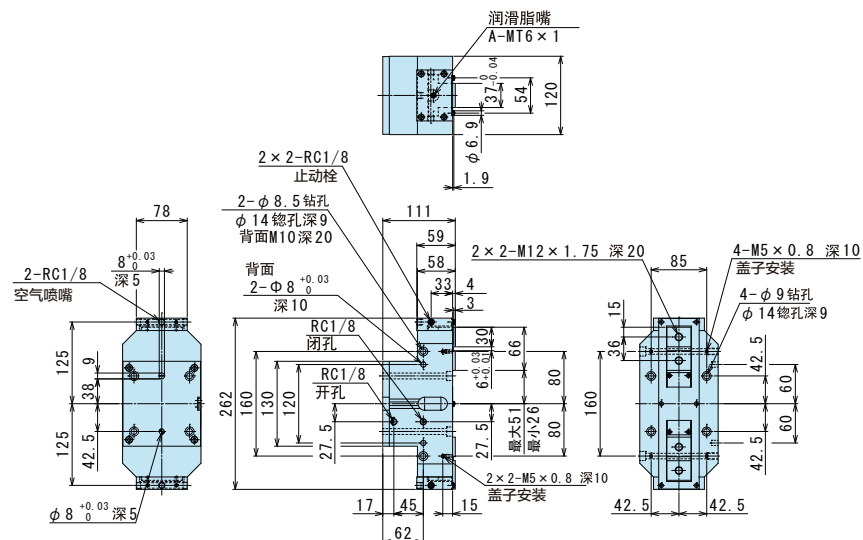 润滑脂嘴
A-MT6×1
0
-0.04
37
54
120
φ6.9
1.9
2×2-RC1/8
止动栓
2-φ8.5钻孔
φ14锪孔深9
背面M10深20
背面
2-Φ8 +0.03 0
深10
RC1/8
闭孔
RC1/8
开孔
111
59
58
33
4
3
30
66
6 +0.03 +0.01
80
80
262
160
130
120
27.5
27.5
最大51
最小26
2×2-M5×0.8 深10
盖子安装
17
45
15
62
78
8 +0.03 0
深5
2-RC1/8
空气喷嘴
125
9
38
125
42.5
φ8 +0.03 0 深5
2×2-M12×1.75 深20
85
4-M5×0.8 深10
盖子安装
4-φ9钻孔
φ14锪孔深9
15
36
160
42.5
60
60
42.5
42.5
42.5